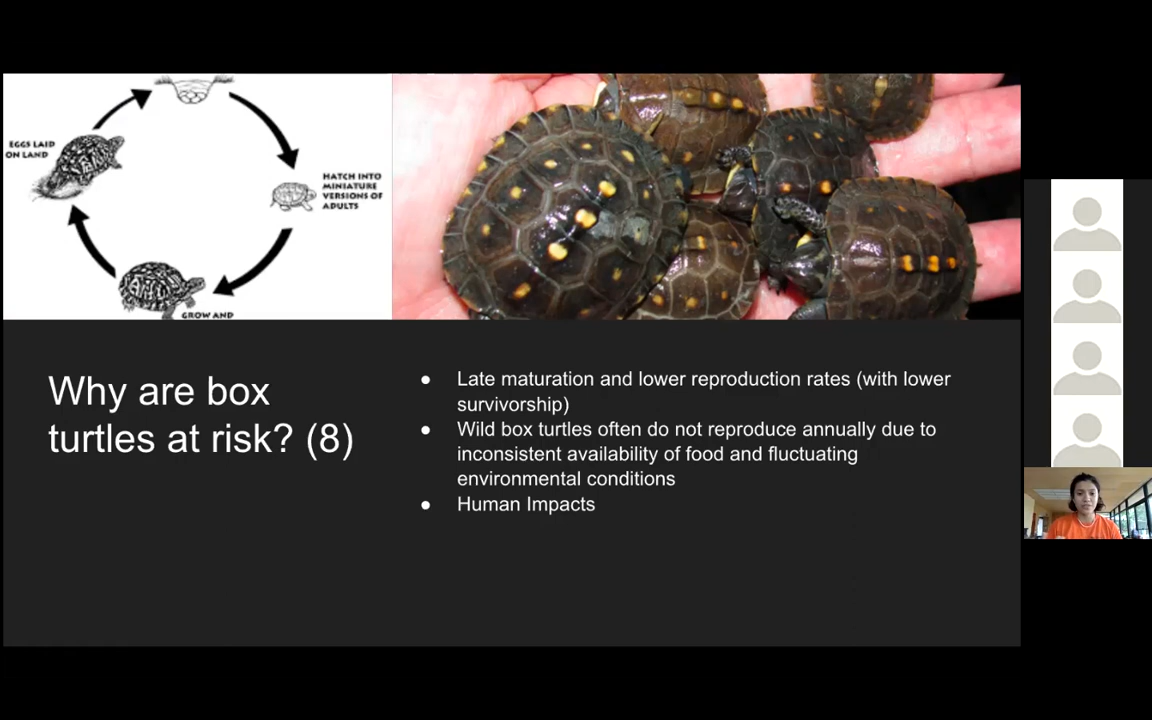 EGGS LAID
ON LAND
HATCH INTO
MINIATURE
VERSIONS OF
ADULTS
GROW AND
Why are box
turtles at risk? (8)
● Late maturation and lower reproduction rates (with lower
survivorship)
● Wild box turtles often do not reproduce annually due to
inconsistent availability of food and fluctuating
environmental conditions
● Human Impacts